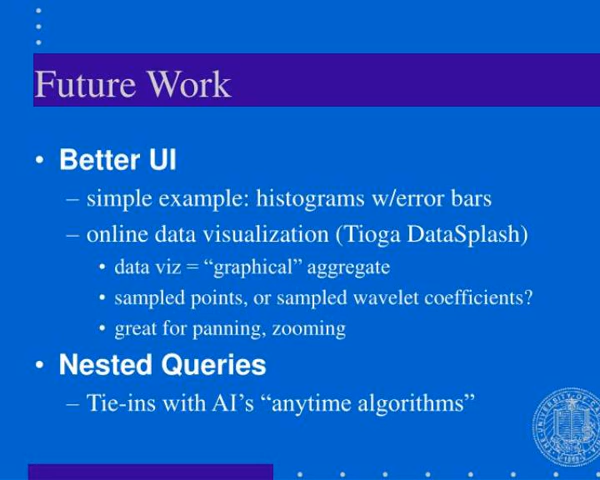 Future Work
• Better UI
– simple example: histograms w/error bars
– online data visualization (Tioga DataSplash)
• data viz = “graphical” aggregate
• sampled points, or sampled wavelet coefficients?
• great for panning, zooming
• Nested Queries
– Tie-ins with AI’s “anytime algorithms”